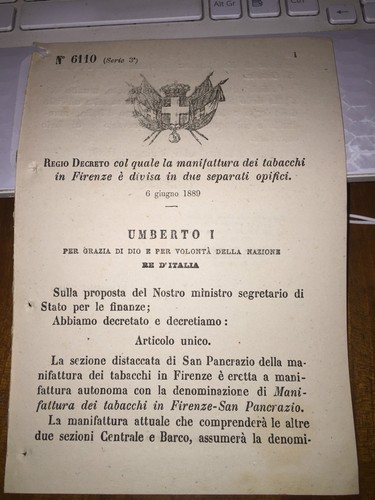 Alt Gr
Ctrl
N° 6110 (Serie 3ª)
1
REGIO DECRETO col quale la manifattura dei tabacchi
in Firenze è divisa in due separati opifici.
6 giugno 1889
UMBERTO I
PER GRAZIA DI DIO E PER VOLONTÀ DELLA NAZIONE
RE D'ITALIA
Sulla proposta del Nostro ministro segretario di
Stato per le finanze;
Abbiamo decretato e decretiamo:
Articolo unico.
La sezione distaccata di San Pancrazio della ma-
nifattura dei tabacchi in Firenze è eretta a mani-
fattura autonoma con la denominazione di Mani-
fattura dei tabacchi in Firenze-San Pancrazio.
La manifattura attuale che comprenderà le altre
due sezioni Centrale e Barco, assumerà la denomi-